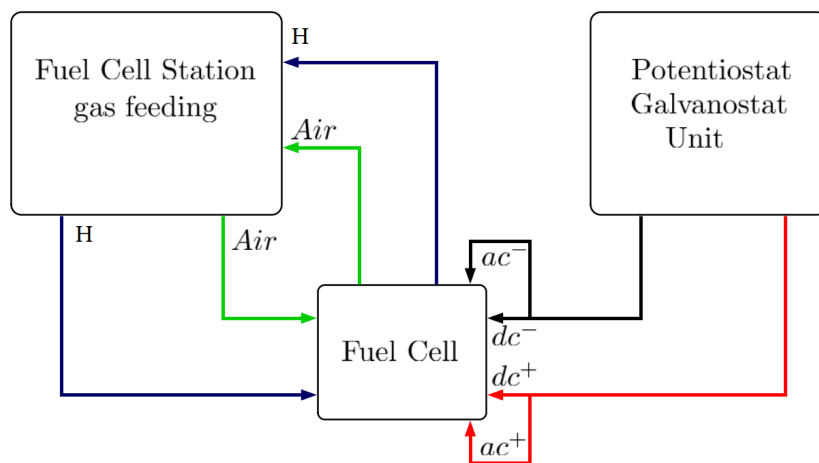 H
Fuel Cell Station
gas feeding
Potentiostat
Galvanostat
Unit
Air
H
Air
ac⁻
dc⁻
Fuel Cell
dc⁺
ac⁺